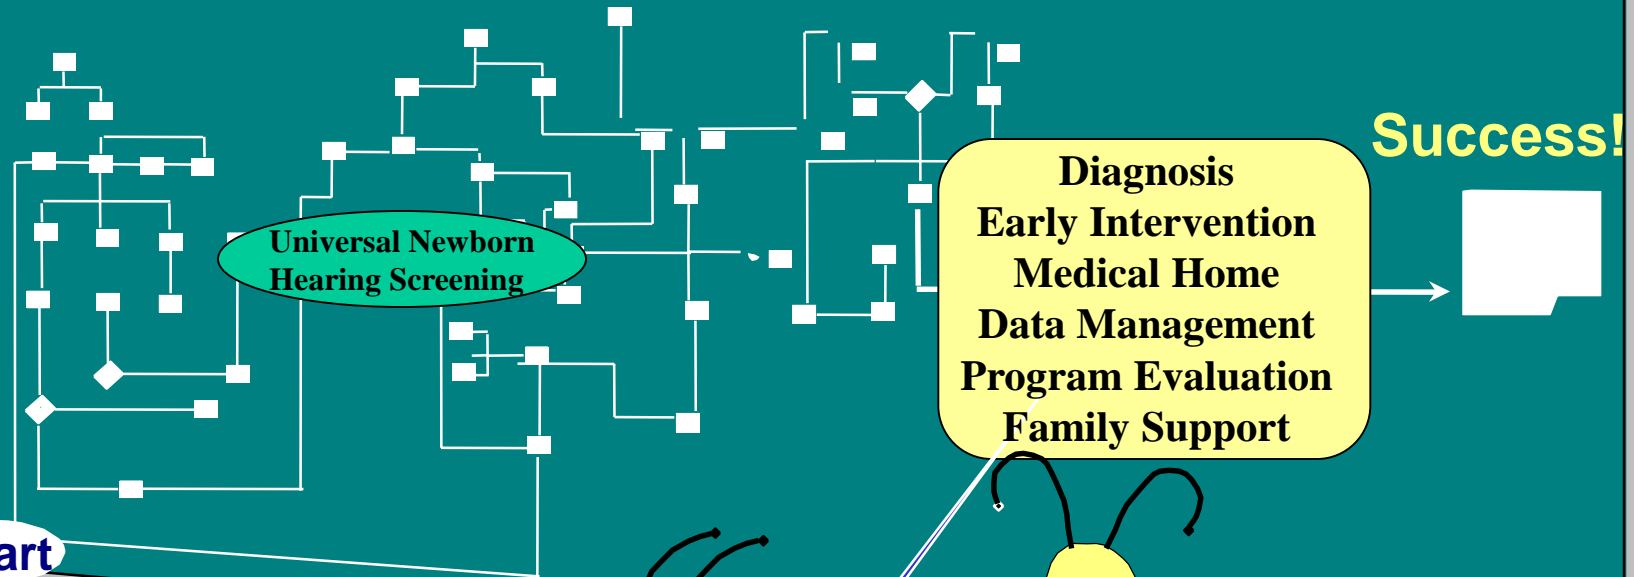 Success!
Diagnosis
Early Intervention
Medical Home
Data Management
Program Evaluation
Family Support
Universal Newborn
Hearing Screening
art